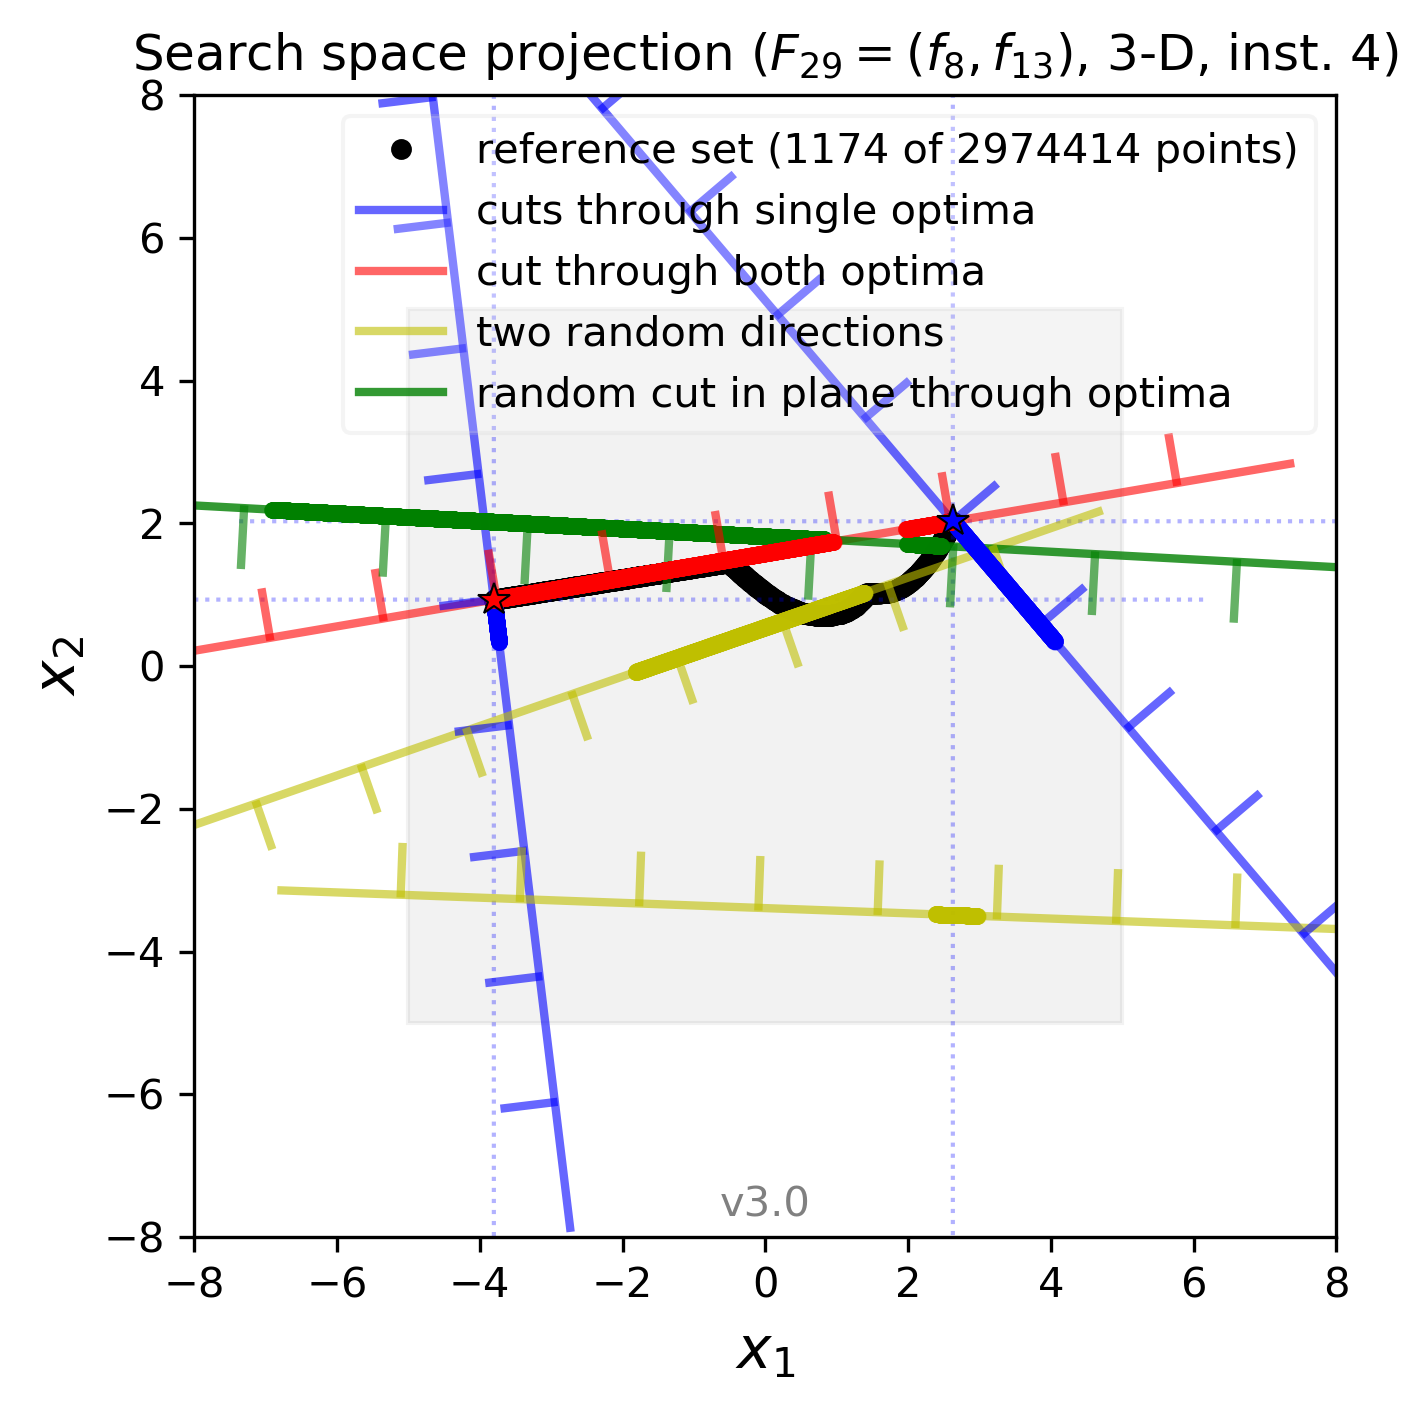 Search space projection (F₂₉ = (f₈, f₁₃), 3-D, inst. 4)
reference set (1174 of 2974414 points)
cuts through single optima
cut through both optima
two random directions
random cut in plane through optima
8
6
4
2
0
−2
−4
−6
−8
x₂
v3.0
−8 −6 −4 −2 0 2 4 6 8
x₁